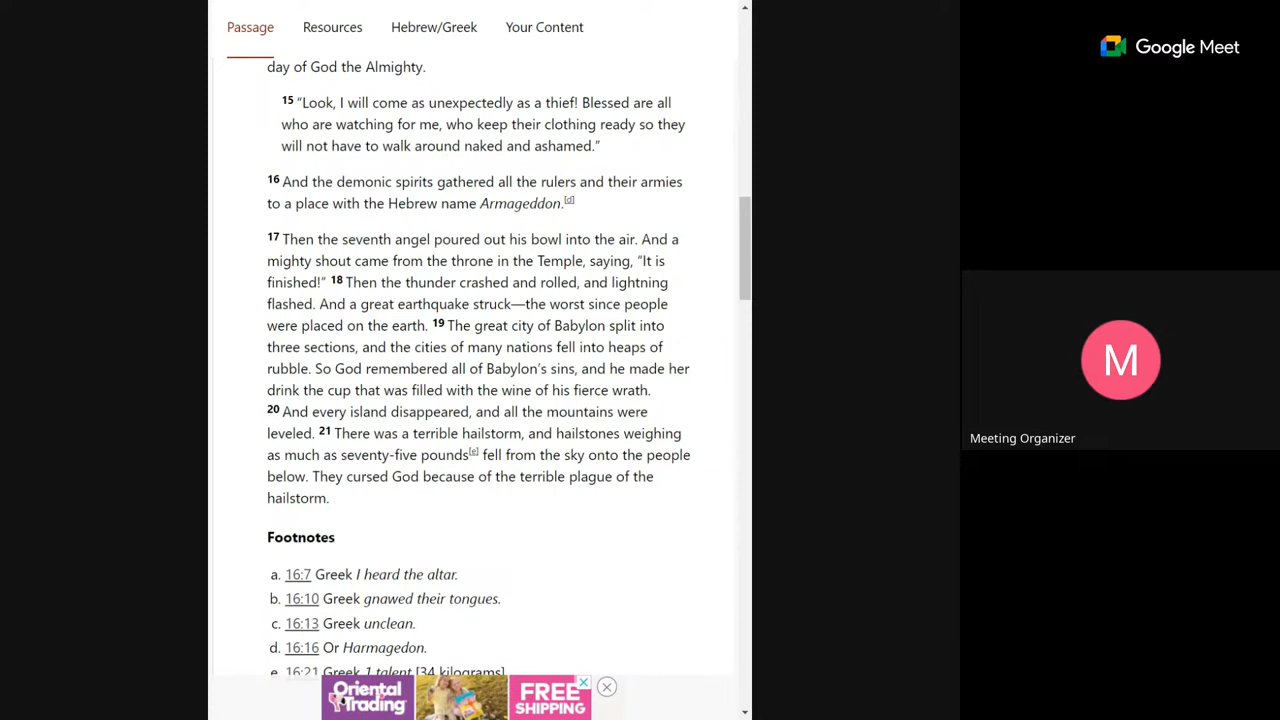 Passage
Resources
Hebrew/Greek
Your Content
Google Meet
day of God the Almighty.
15 “Look, I will come as unexpectedly as a thief! Blessed are all
who are watching for me, who keep their clothing ready so they
will not have to walk around naked and ashamed.”
16 And the demonic spirits gathered all the rulers and their armies
to a place with the Hebrew name Armageddon.[d]
17 Then the seventh angel poured out his bowl into the air. And a
mighty shout came from the throne in the Temple, saying, “It is
finished!” 18 Then the thunder crashed and rolled, and lightning
flashed. And a great earthquake struck—the worst since people
were placed on the earth. 19 The great city of Babylon split into
three sections, and the cities of many nations fell into heaps of
rubble. So God remembered all of Babylon’s sins, and he made her
drink the cup that was filled with the wine of his fierce wrath.
20 And every island disappeared, and all the mountains were
leveled. 21 There was a terrible hailstorm, and hailstones weighing
as much as seventy-five pounds[e] fell from the sky onto the people
below. They cursed God because of the terrible plague of the
hailstorm.
Footnotes
a. 16:7 Greek I heard the altar.
b. 16:10 Greek gnawed their tongues.
c. 16:13 Greek unclean.
d. 16:16 Or Harmagedon.
e. 16:21 Greek 1 talent [34 kilograms]
Oriental
Trading
FREE
SHIPPING
M
Meeting Organizer